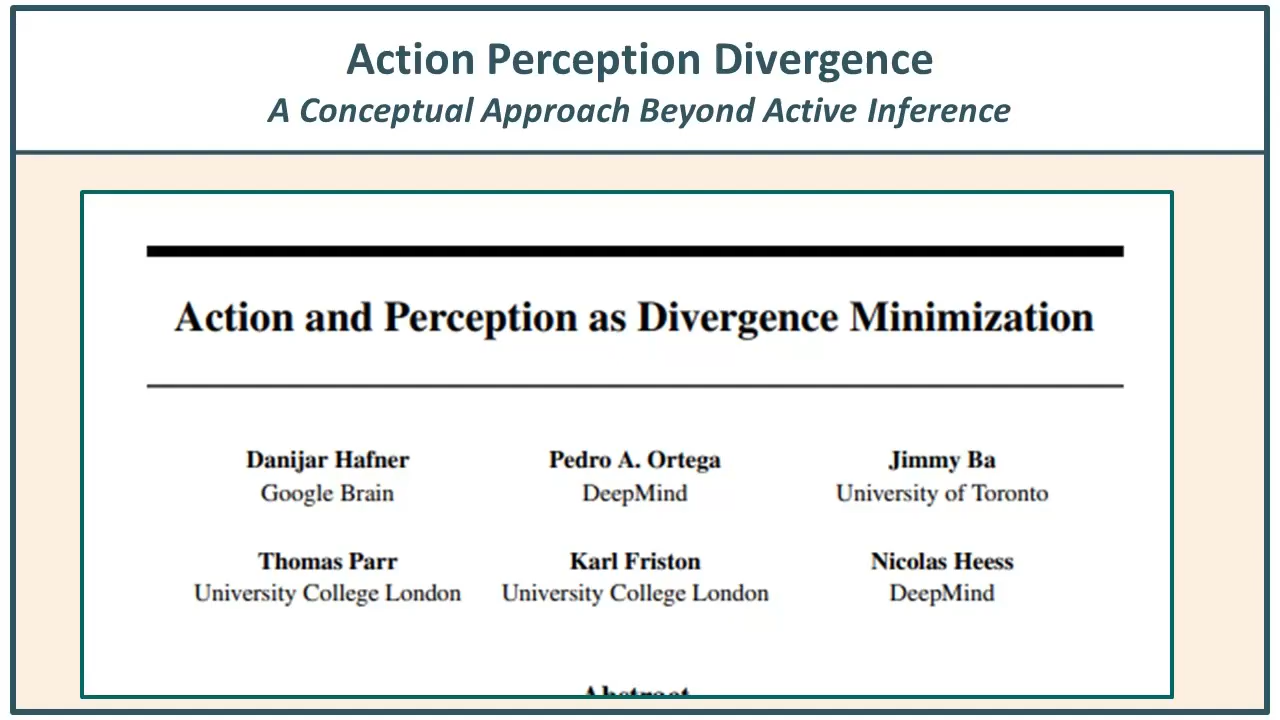 Action Perception Divergence
A Conceptual Approach Beyond Active Inference
Action and Perception as Divergence Minimization
Danijar Hafner
Google Brain
Pedro A. Ortega
DeepMind
Jimmy Ba
University of Toronto
Thomas Parr
University College London
Karl Friston
University College London
Nicolas Heess
DeepMind
Abstract